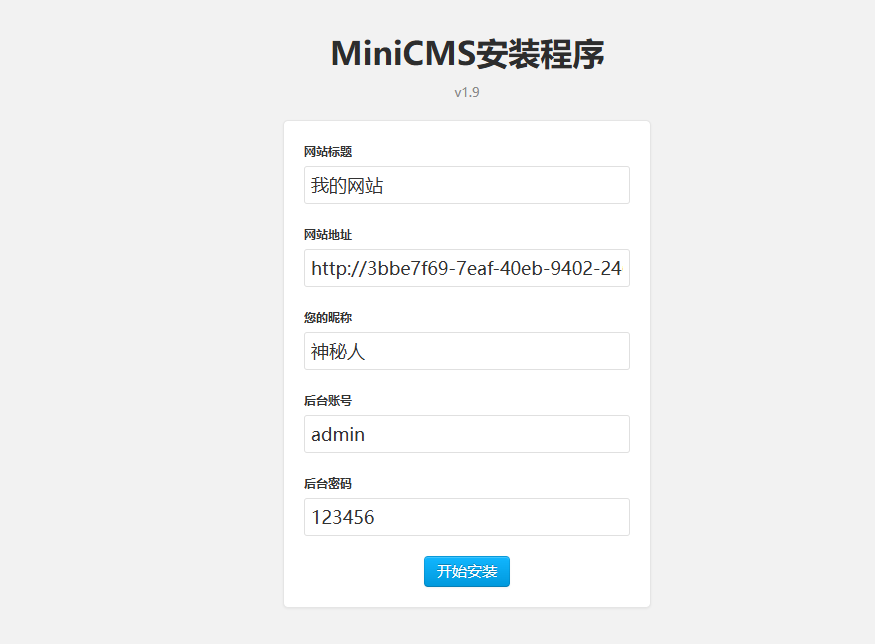 MiniCMS安装程序
v1.9
网站标题
我的网站
网站地址
http://3bbe7f69-7eaf-40eb-9402-24
您的昵称
神秘人
后台账号
admin
后台密码
123456
开始安装